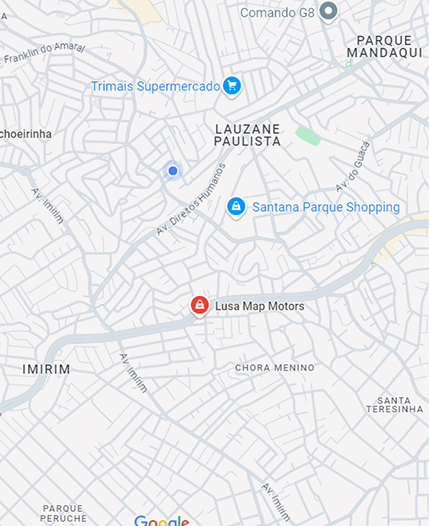 Comando G8
PARQUE
MANDAQUI
Franklin do Amaral
Trimais Supermercado
choeirinha
LAUZANE
PAULISTA
Av. do Guaca
Av. Imirim
Av. Diretos Humanos
Santana Parque Shopping
Lusa Map Motors
IMIRIM
Av. Imirim
CHORA MENINO
SANTA
TERESINHA
Av. Imirim
PARQUE
PERUCHE
Google